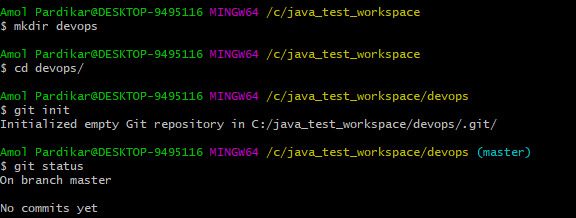 Amol Pardikar@DESKTOP-9495116 MINGW64 /c/java_test_workspace
$ mkdir devops
Amol Pardikar@DESKTOP-9495116 MINGW64 /c/java_test_workspace
$ cd devops/
Amol Pardikar@DESKTOP-9495116 MINGW64 /c/java_test_workspace/devops
$ git init
Initialized empty Git repository in C:/java_test_workspace/devops/.git/
Amol Pardikar@DESKTOP-9495116 MINGW64 /c/java_test_workspace/devops (master)
$ git status
On branch master
No commits yet